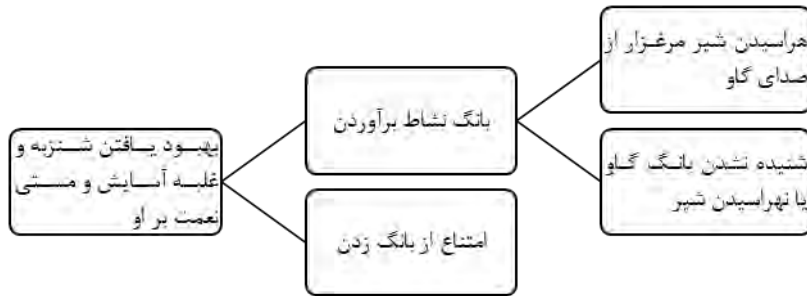 هراسیدن شیر مرغزار از
صدای گاو
بانگ نشاط برآوردن
شنیده نشدن بانگ گاو
یا نهراسیدن شیر
بهبود یافتن شنزبه و
غلبه آسایش و مستی
نعمت بر او
امتناع از بانگ زدن